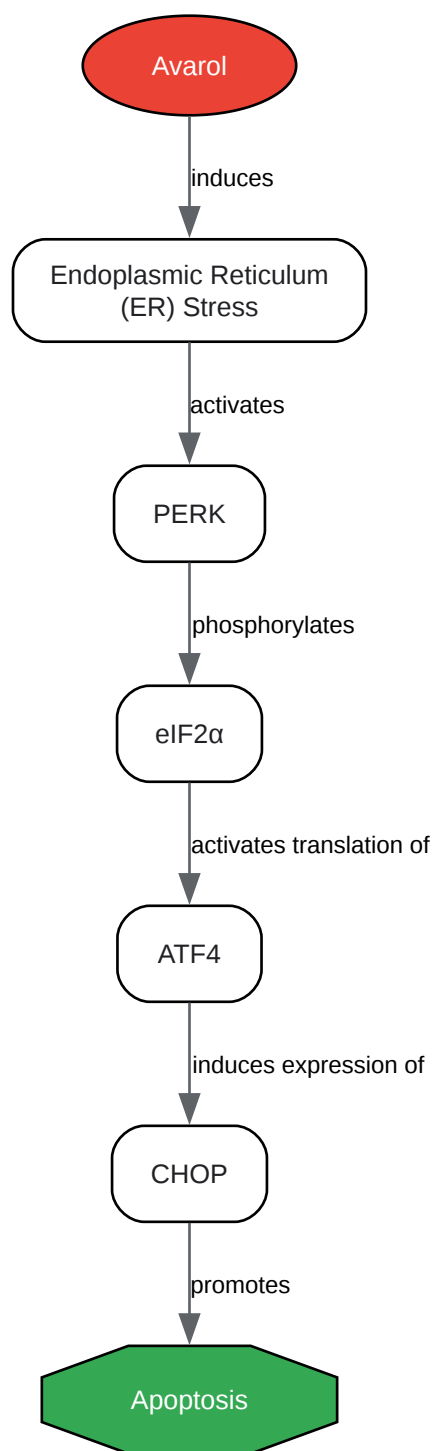 Avarol
induces
Endoplasmic Reticulum
(ER) Stress
activates
PERK
phosphorylates
eIF2α
activates translation of
ATF4
induces expression of
CHOP
promotes
Apoptosis